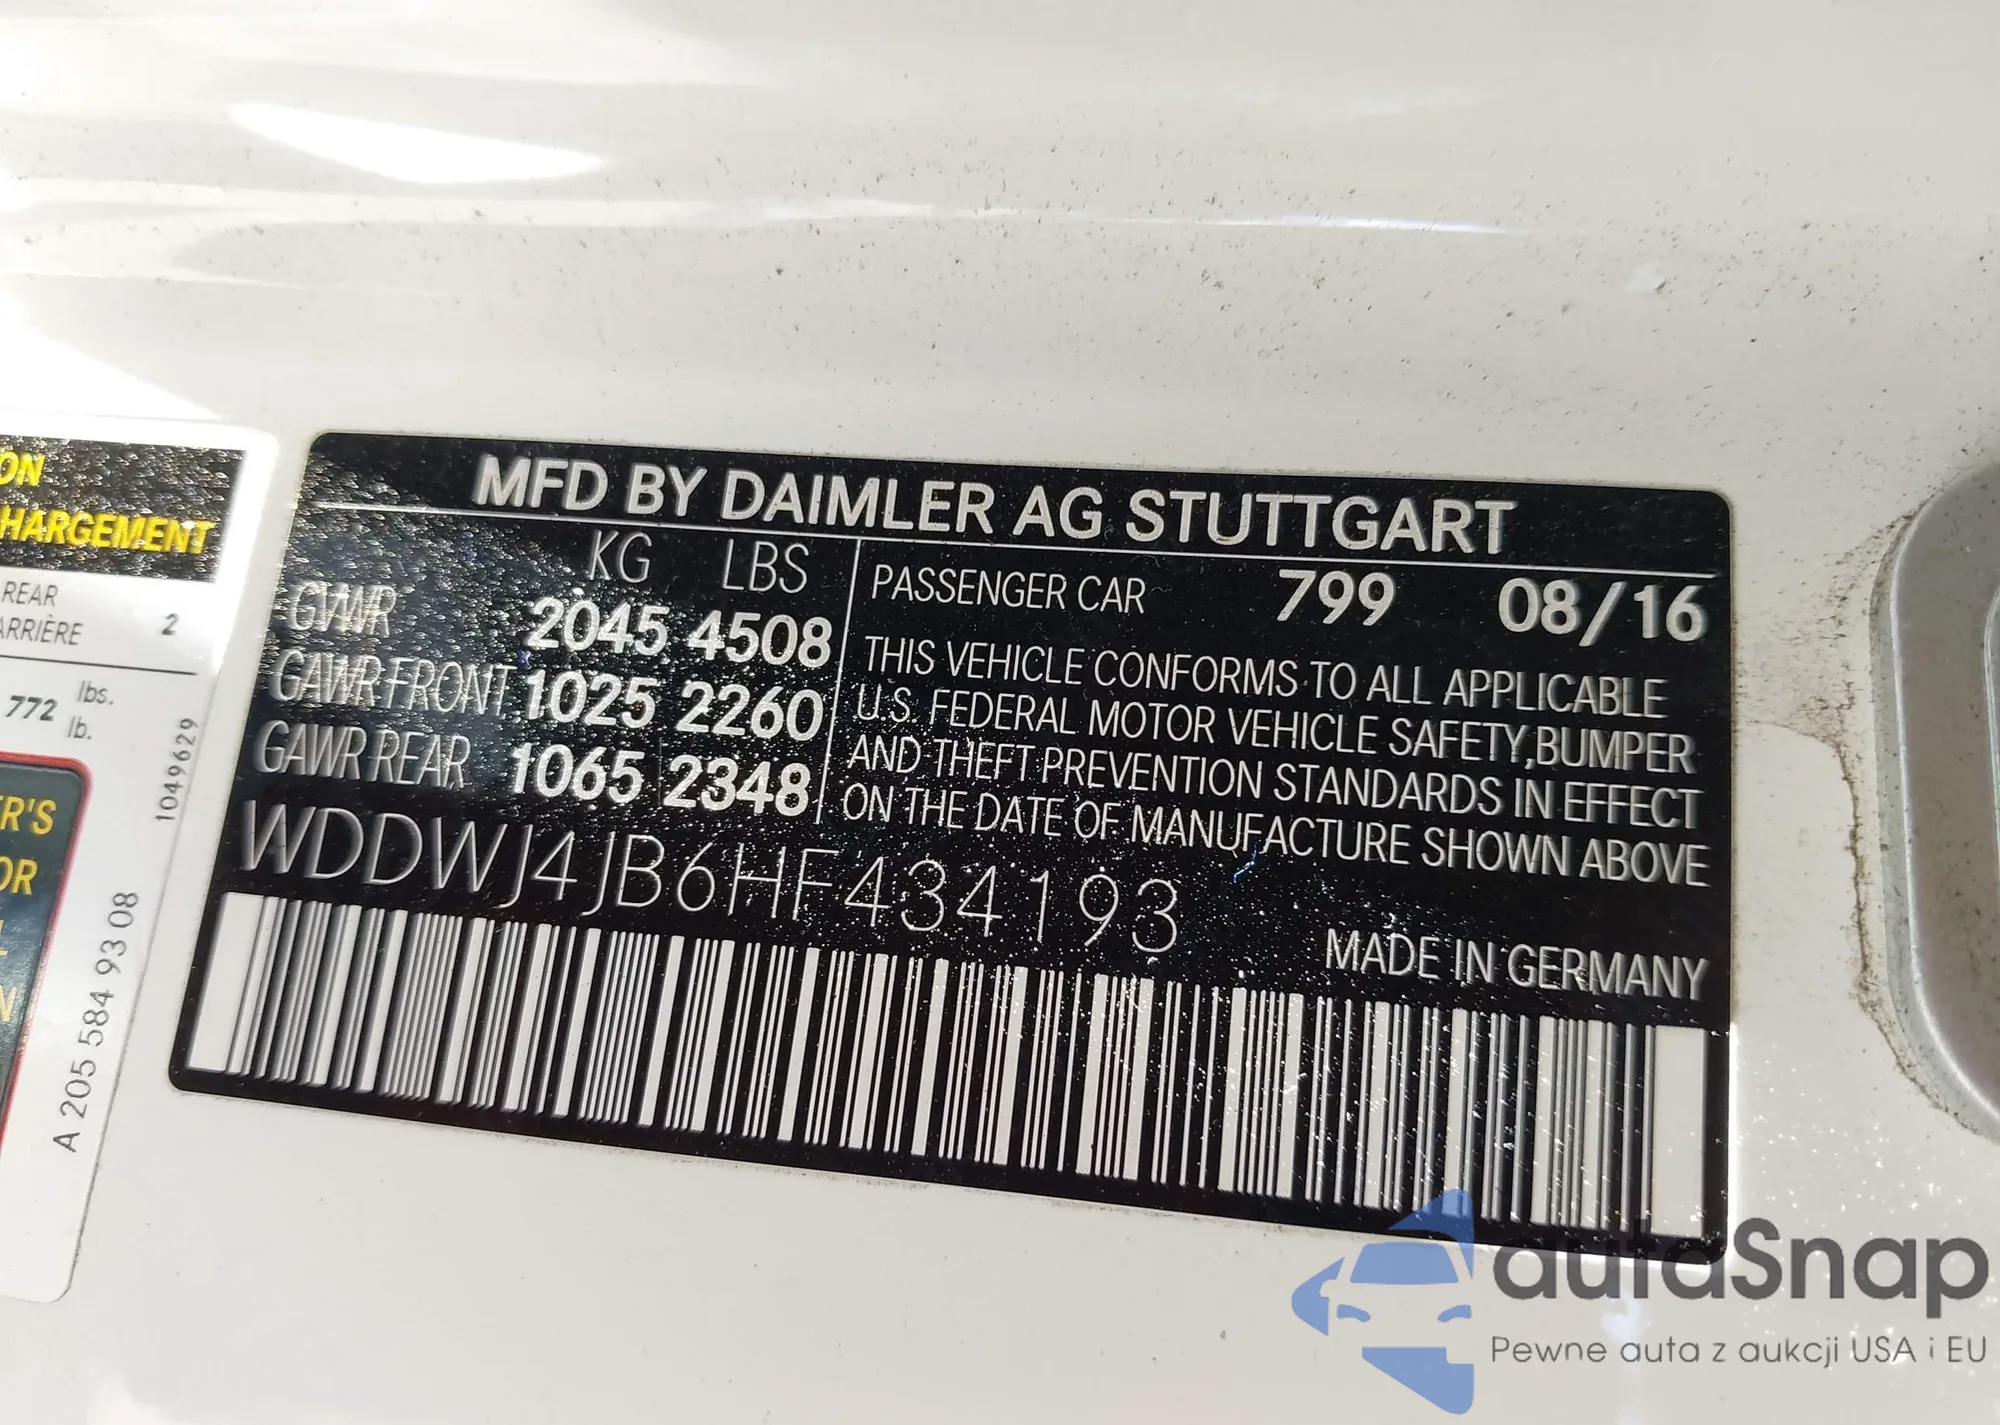 ON
HARGEMENT
REAR
ARRIÈRE 2
772 lbs.
lb.
1049629
ER'S
OR
L
N
A 205 584 93 08
MFD BY DAIMLER AG STUTTGART
KG LBS
GVWR 2045 4508
GAWR FRONT 1025 2260
GAWR REAR 1065 2348
PASSENGER CAR 799 08/16
THIS VEHICLE CONFORMS TO ALL APPLICABLE
U.S. FEDERAL MOTOR VEHICLE SAFETY, BUMPER
AND THEFT PREVENTION STANDARDS IN EFFECT
ON THE DATE OF MANUFACTURE SHOWN ABOVE
WDDWJ4JB6HF434193
MADE IN GERMANY
autaSnap
Pewne auta z aukcji USA i EU